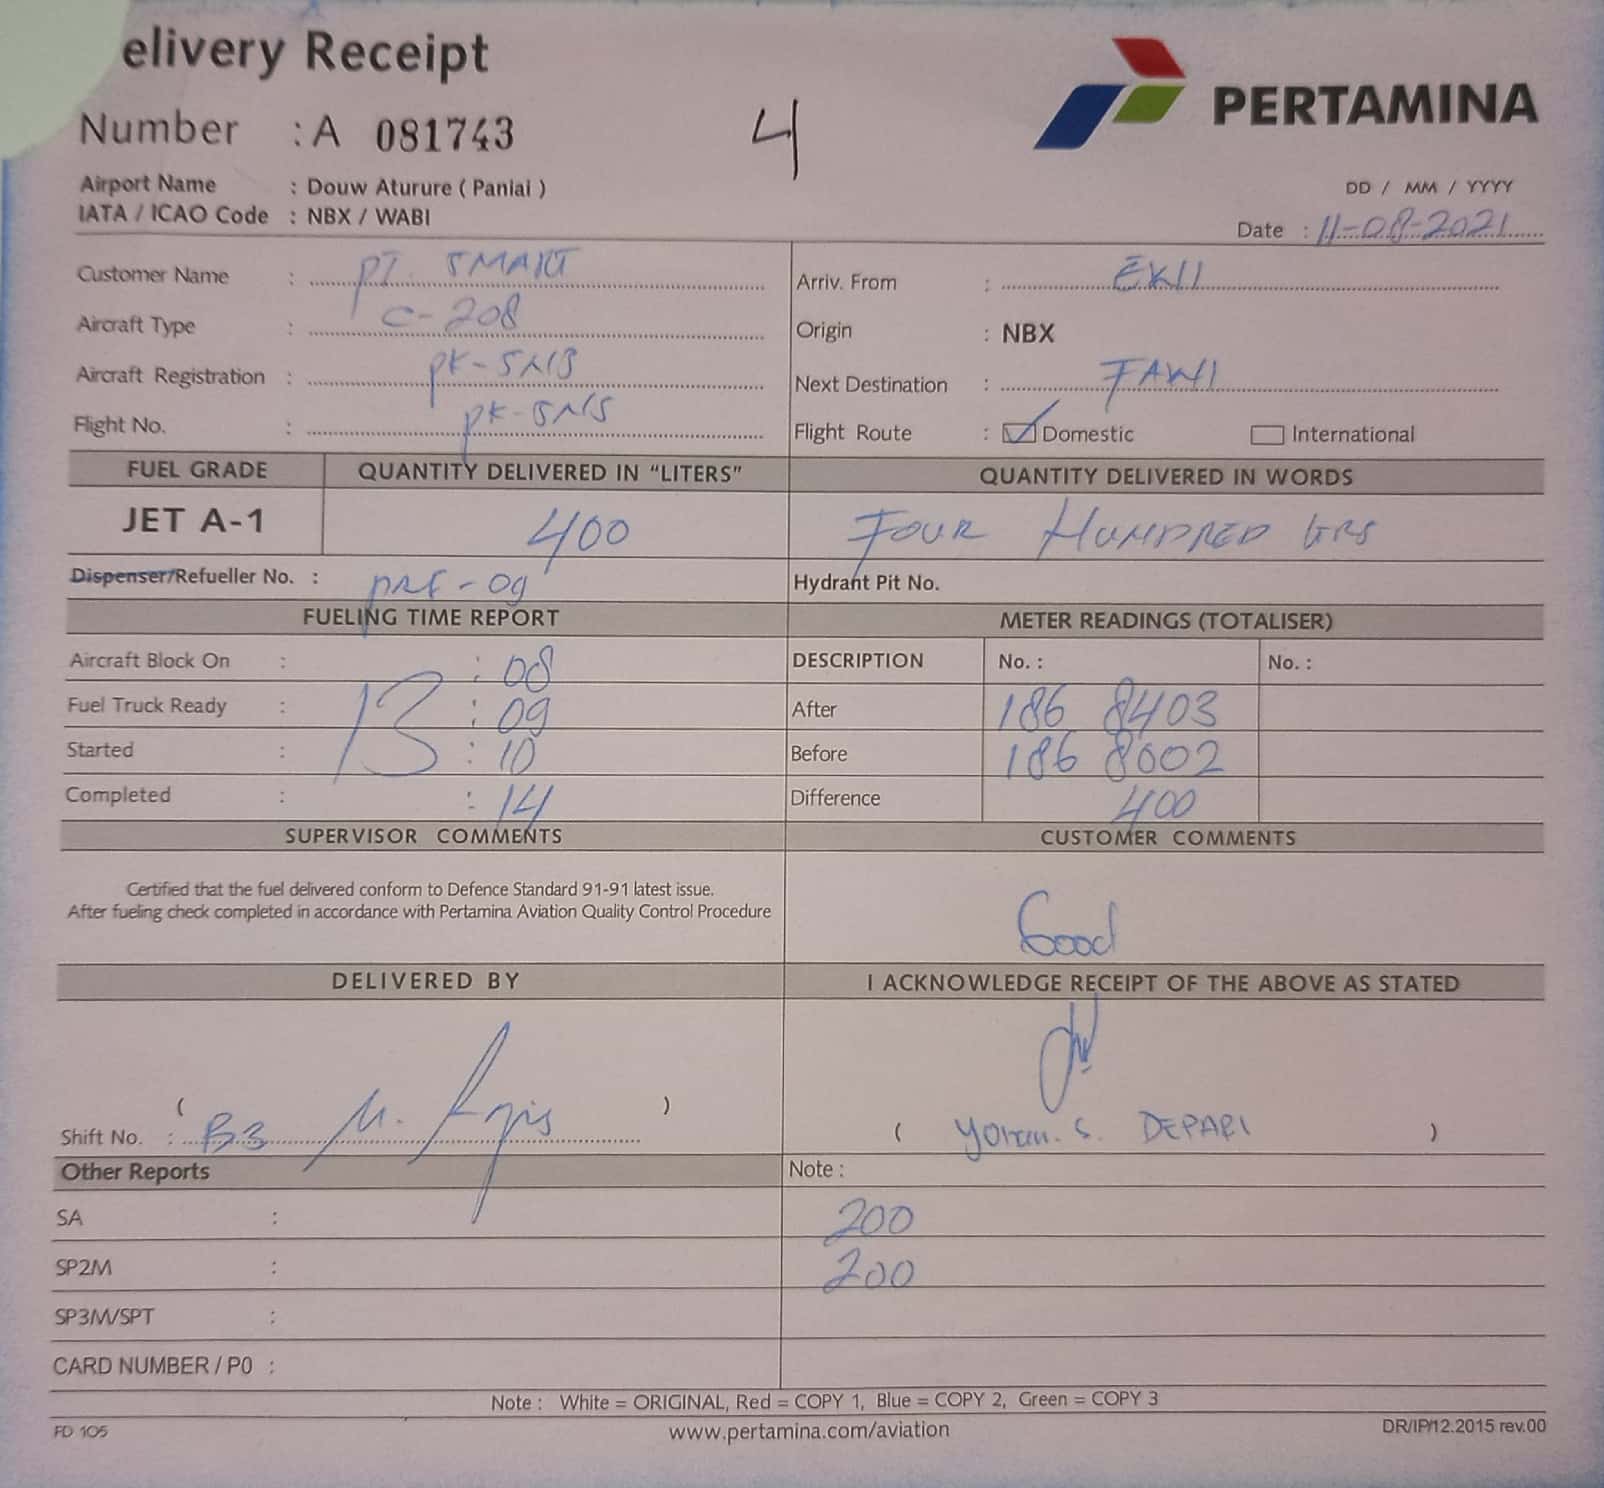 elivery Receipt
4
PERTAMINA
Number : A 081743
Airport Name : Douw Aturure ( Paniai )
DD / MM / YYYY
IATA / ICAO Code : NBX / WABI
Date : 11-08-2021
Customer Name : PT. SMART
Arriv. From : EKII
Aircraft Type : C-208
Origin : NBX
Aircraft Registration : PK-SNB
Next Destination : FAWI
Flight No. : PK-SNS
Flight Route : Domestic International
FUEL GRADE QUANTITY DELIVERED IN "LITERS" QUANTITY DELIVERED IN WORDS
JET A-1 400 FOUR HUNDRED LTRS
Dispenser/Refueller No. : PRF-09
Hydrant Pit No.
FUELING TIME REPORT METER READINGS (TOTALISER)
Aircraft Block On : 13 : 08
DESCRIPTION No. : No. :
Fuel Truck Ready : : 09
After 186 8403
Started : : 10
Before 186 8002
Completed : : 14
Difference 400
SUPERVISOR COMMENTS CUSTOMER COMMENTS
Certified that the fuel delivered conform to Defence Standard 91-91 latest issue.
After fueling check completed in accordance with Pertamina Aviation Quality Control Procedure
Good
DELIVERED BY I ACKNOWLEDGE RECEIPT OF THE ABOVE AS STATED
( )
Shift No. : B3 M.
( S. DEPARI )
Other Reports Note :
SA : 200
SP2M : 200
SP3M/SPT :
CARD NUMBER / P0 :
Note : White = ORIGINAL, Red = COPY 1, Blue = COPY 2, Green = COPY 3
FD 105 www.pertamina.com/aviation DR/IP/12.2015 rev.00